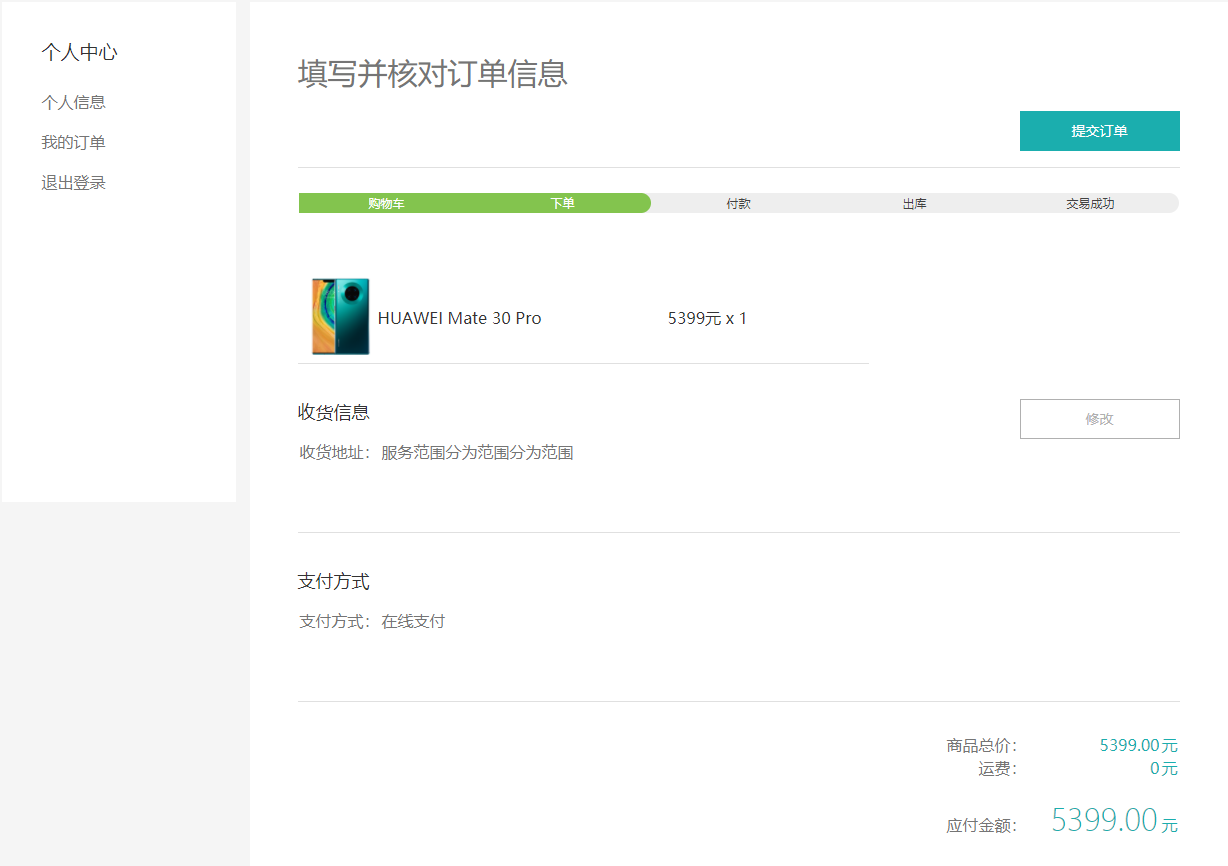 个人中心
个人信息
我的订单
退出登录
填写并核对订单信息
提交订单
购物车 下单 付款 出库 交易成功
HUAWEI Mate 30 Pro 5399元 x 1
收货信息
修改
收货地址： 服务范围分为范围分为范围
支付方式
支付方式： 在线支付
商品总价： 5399.00元
运费： 0元
应付金额： 5399.00元